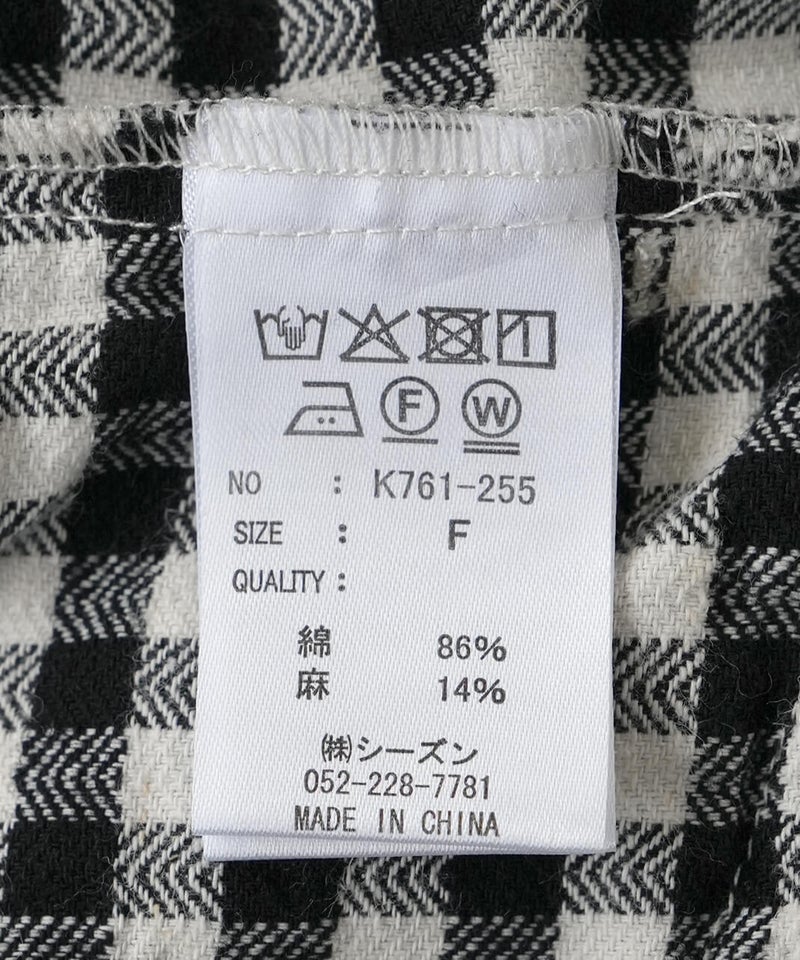 F W
NO : K761-255
SIZE : F
QUALITY :
綿 86%
麻 14%
㈱シーズン
052-228-7781
MADE IN CHINA